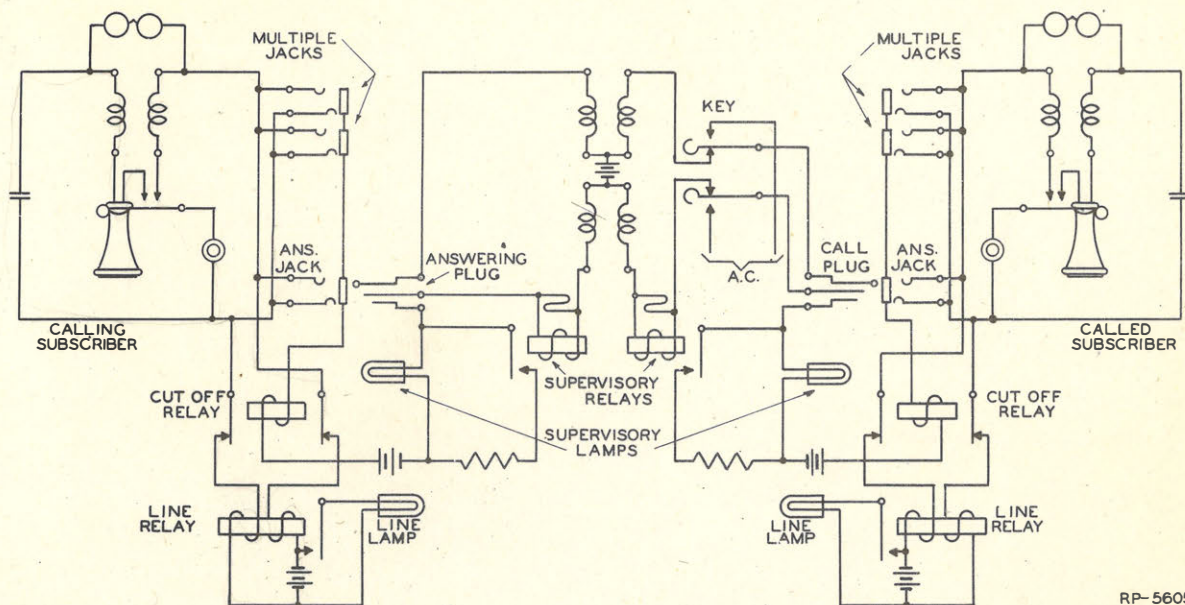 MULTIPLE
JACKS
MULTIPLE
JACKS
KEY
ANS.
JACK
ANSWERING
PLUG
A.C.
CALL
PLUG
ANS.
JACK
CALLING
SUBSCRIBER
CALLED
SUBSCRIBER
SUPERVISORY
RELAYS
CUT OFF
RELAY
SUPERVISORY
LAMPS
CUT OFF
RELAY
LINE
RELAY
LINE
LAMP
LINE
LAMP
LINE
RELAY
RP-5605